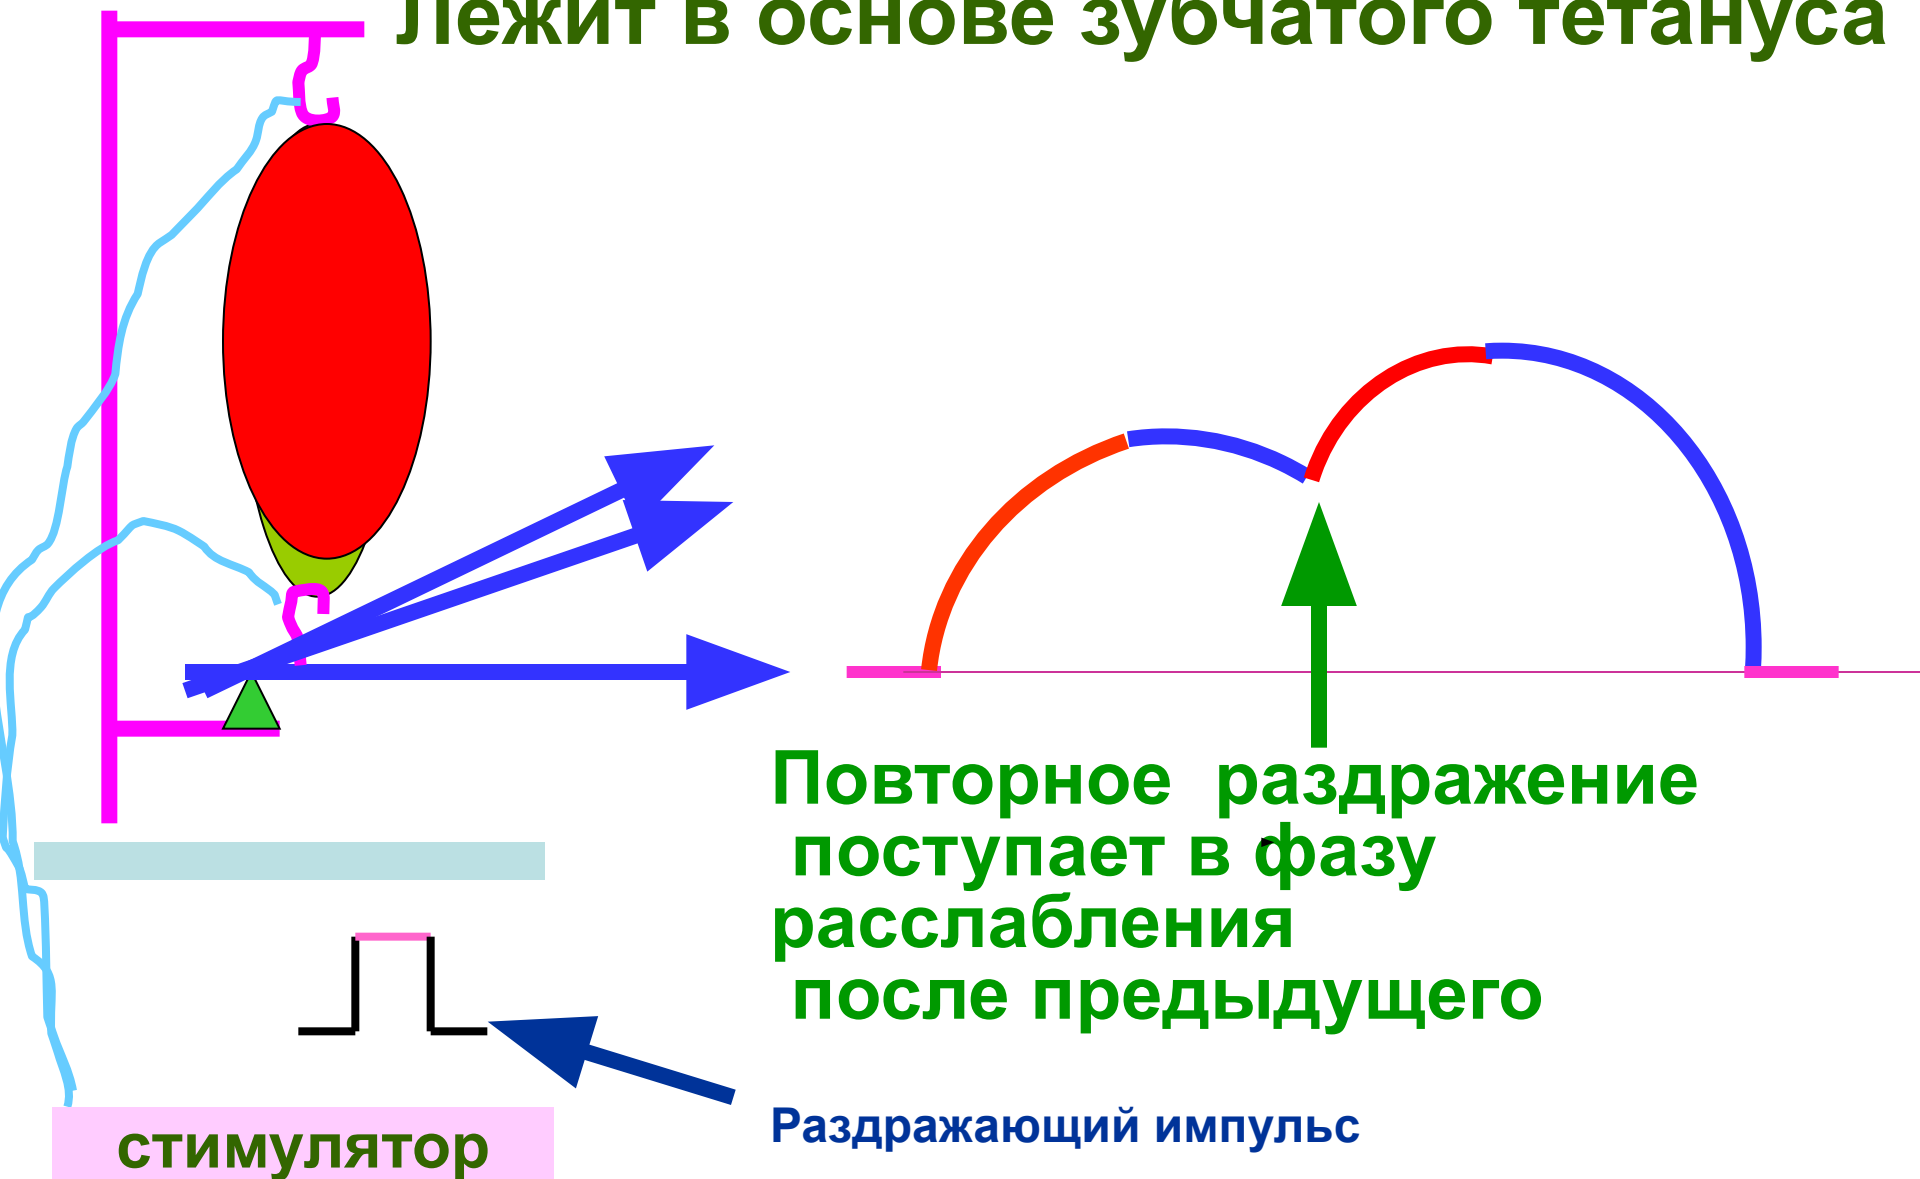 Лежит в основе зубчатого тетануса
Повторное раздражение
поступает в фазу
расслабления
после предыдущего
Раздражающий импульс
стимулятор